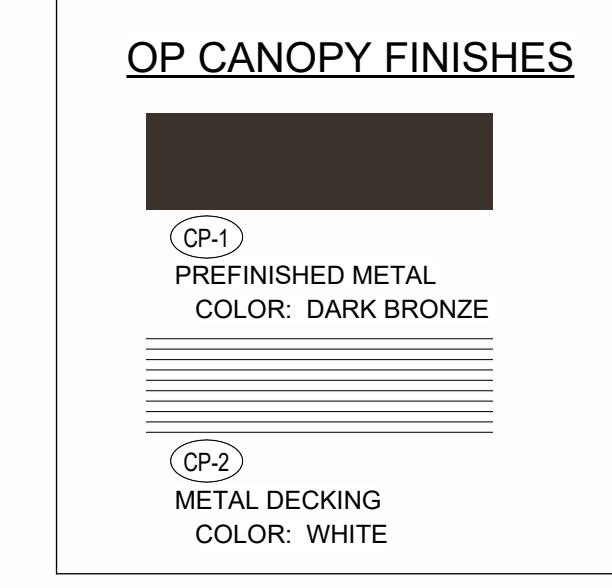 OP CANOPY FINISHES
CP-1
PREFINISHED METAL
COLOR: DARK BRONZE
CP-2
METAL DECKING
COLOR: WHITE